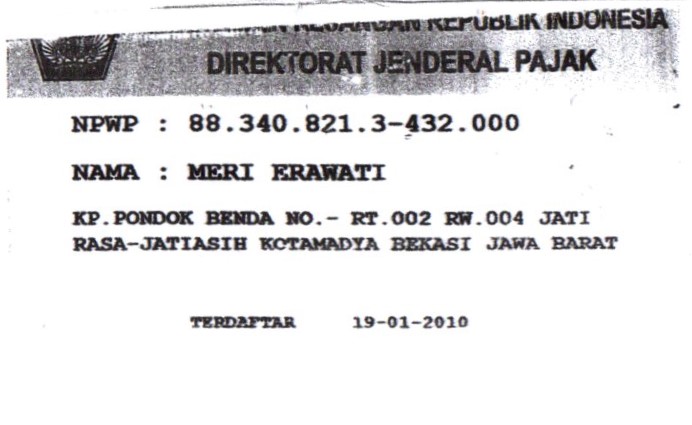 KEUANGAN REPUBLIK INDONESIA
DIREKTORAT JENDERAL PAJAK
NPWP : 88.340.821.3-432.000
NAMA : MERI ERAWATI
KP.PONDOK BENDA NO.- RT.002 RW.004 JATI
RASA-JATIASIH KOTAMADYA BEKASI JAWA BARAT
TERDAFTAR 19-01-2010